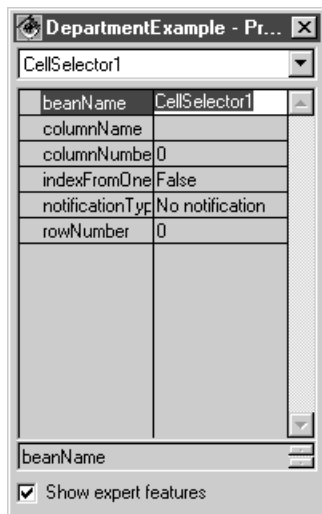 DepartmentExample - Pr...
CellSelector1
beanName CellSelector1
columnName
columnNumbe 0
indexFromOne False
notificationTyp No notification
rowNumber 0
beanName
Show expert features